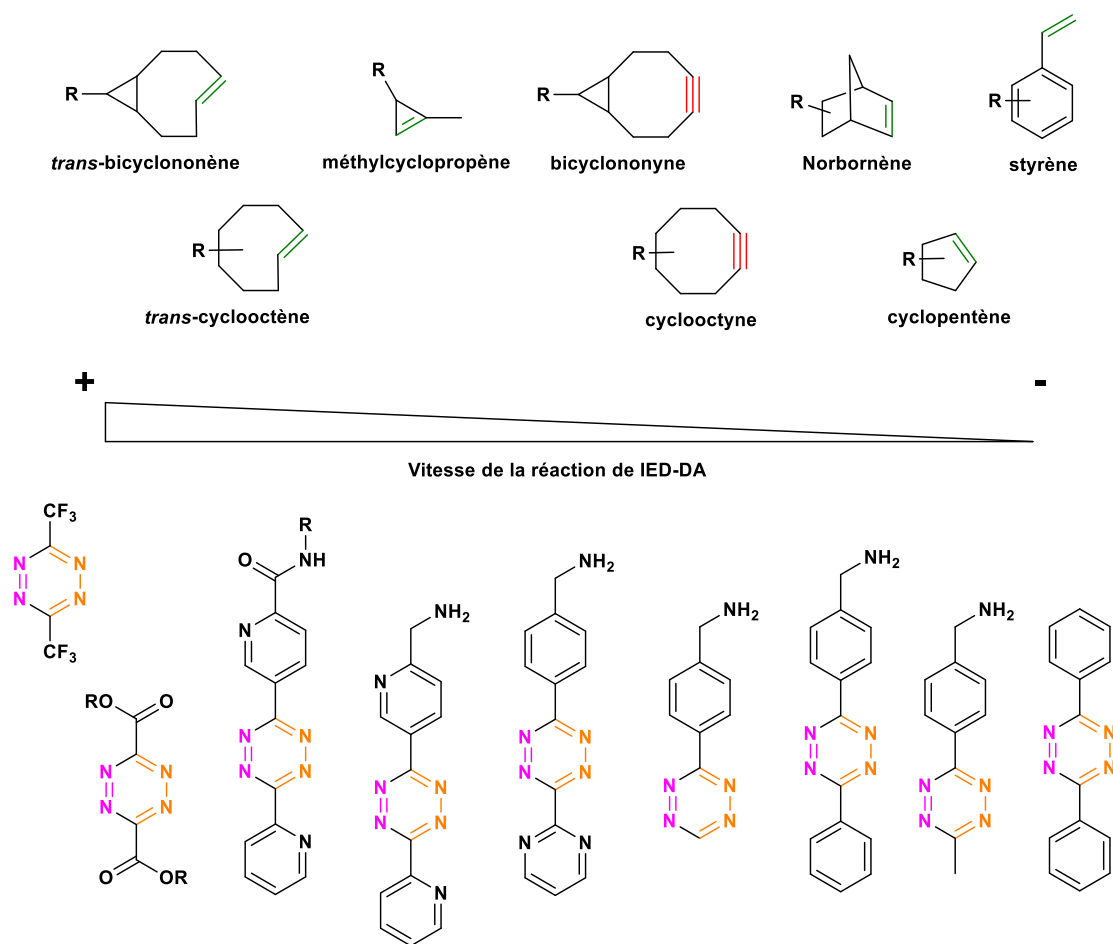 R
R
R
R
R
trans-bicyclononène
méthylcyclopropène
bicyclononyne
Norbornène
styrène
R
R
R
trans-cyclooctène
cyclooctyne
cyclopentène
+
-
Vitesse de la réaction de IED-DA
CF3
N
N
N
N
CF3
RO
O
N
N
N
N
O
OR
R
O
NH
N
N
N
N
N
N
NH2
N
N
N
N
N
N
NH2
N
N
N
N
N
N
NH2
N
N
N
N
NH2
N
N
N
N
NH2
N
N
N
N
N
N
N
N